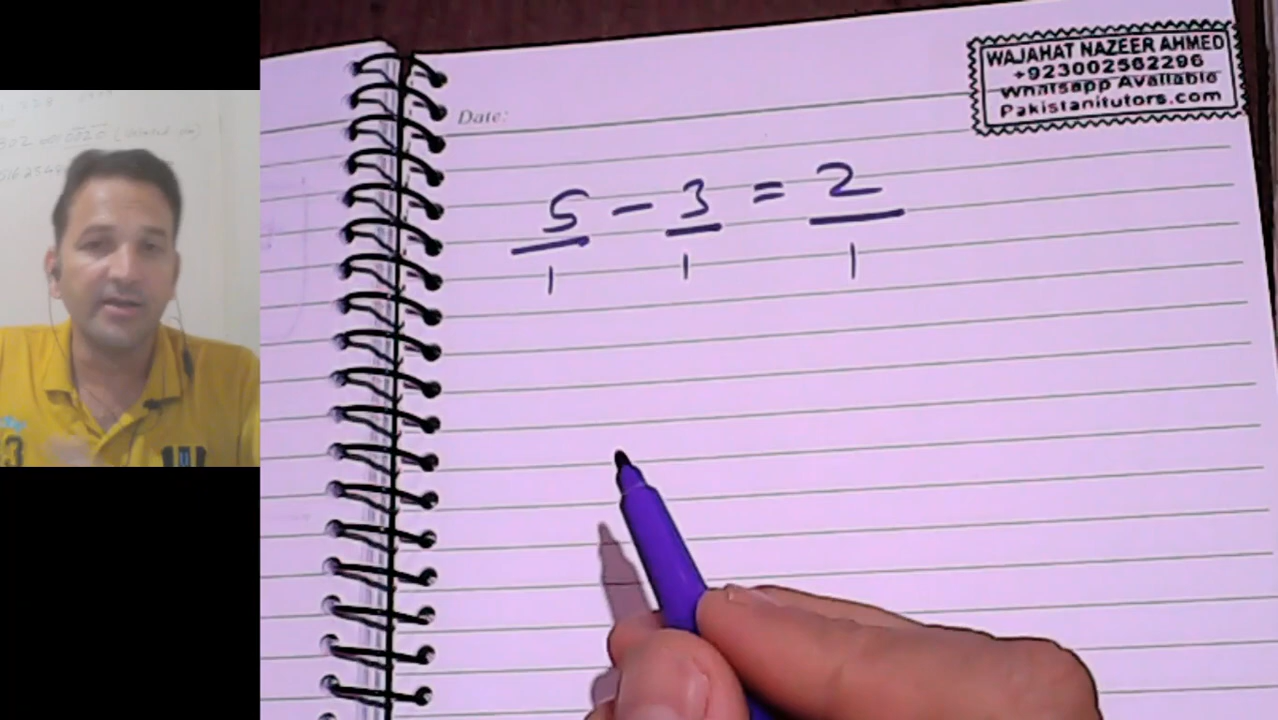 WAJAHAT NAZEER AHMED
+923002562296
Whatsapp Available
Pakistanitutors.com
Date:
5 - 3 = 2
1 1 1